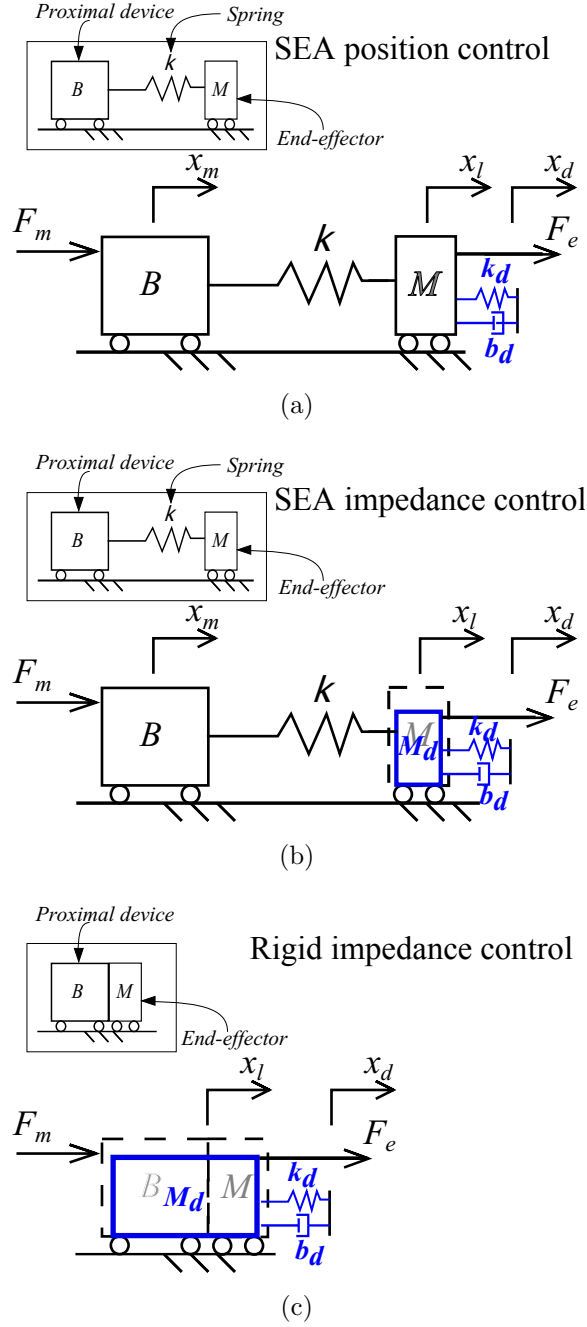 Proximal device
Spring
k
B
M
End-effector
SEA position control
x_m
x_l
x_d
F_m
F_e
k
B
M
k_d
b_d
(a)
Proximal device
Spring
k
B
M
End-effector
SEA impedance control
x_m
x_l
x_d
F_m
F_e
k
B
M
M_d
k_d
b_d
(b)
Proximal device
B
M
End-effector
Rigid impedance control
x_l
x_d
F_m
F_e
B
M_d
M
k_d
b_d
(c)